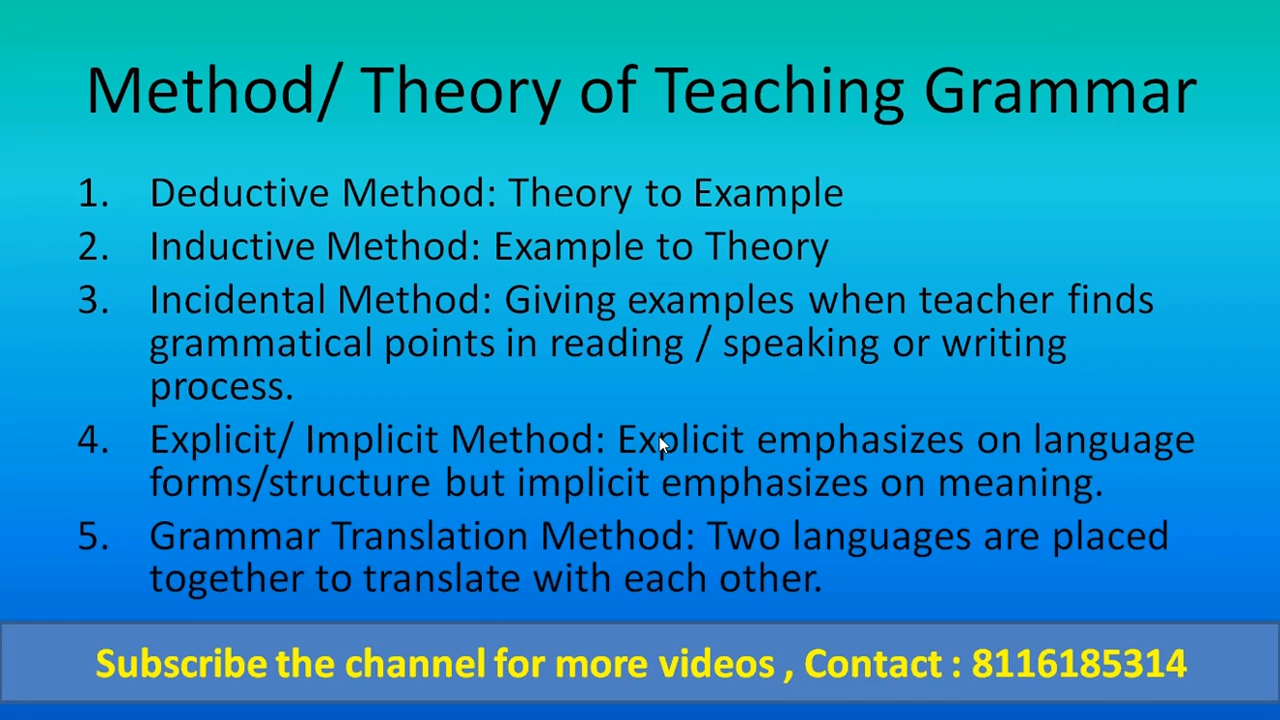 Method/ Theory of Teaching Grammar
1. Deductive Method: Theory to Example
2. Inductive Method: Example to Theory
3. Incidental Method: Giving examples when teacher finds
grammatical points in reading / speaking or writing
process.
4. Explicit/ Implicit Method: Explicit emphasizes on language
forms/structure but implicit emphasizes on meaning.
5. Grammar Translation Method: Two languages are placed
together to translate with each other.
Subscribe the channel for more videos , Contact : 8116185314